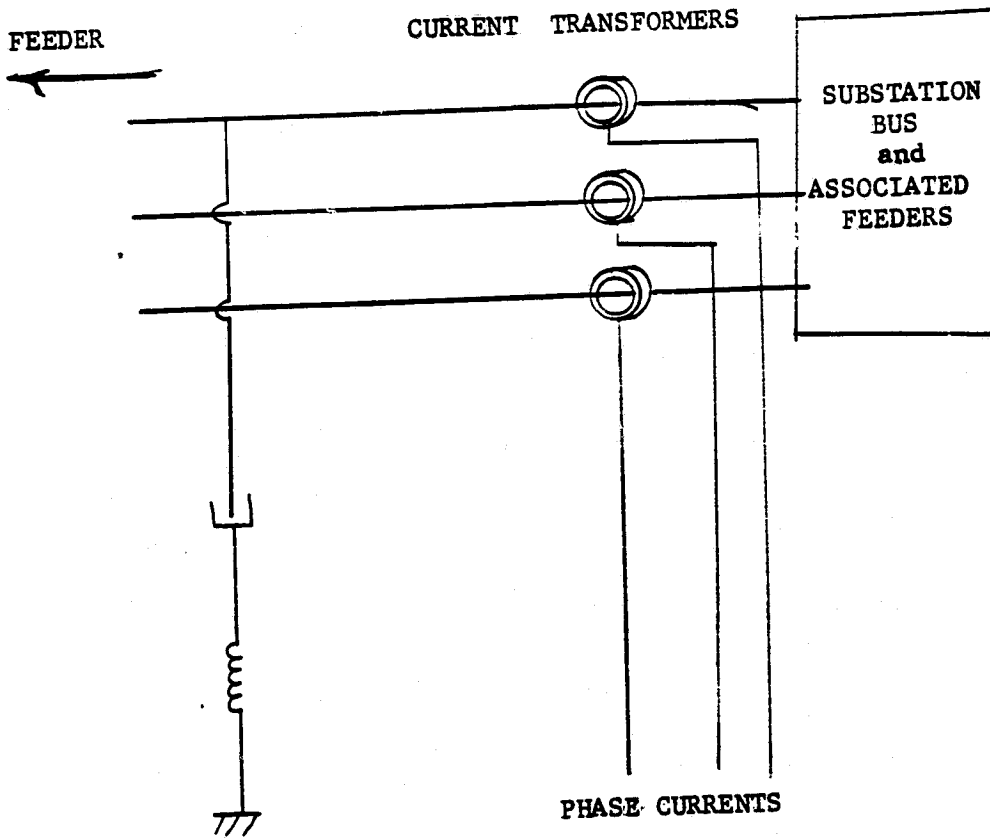 FEEDER
CURRENT TRANSFORMERS
SUBSTATION
BUS
and
ASSOCIATED
FEEDERS
PHASE CURRENTS